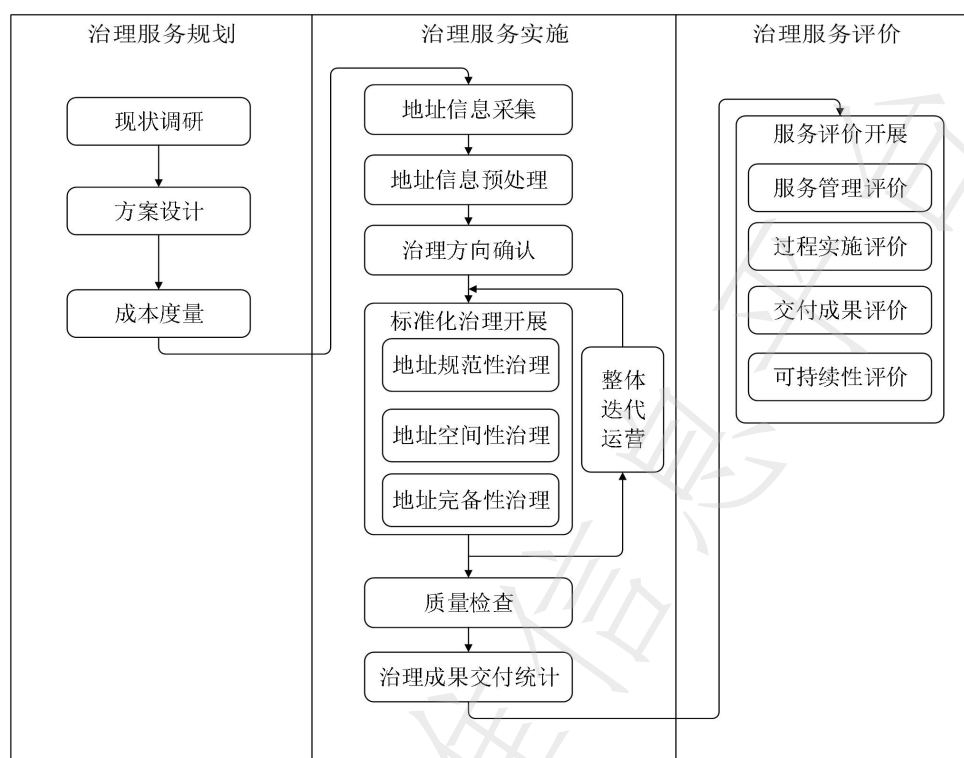 治理服务规划
现状调研
方案设计
成本度量
治理服务实施
地址信息采集
地址信息预处理
治理方向确认
标准化治理开展
地址规范性治理
地址空间性治理
地址完备性治理
整体
迭代
运营
质量检查
治理成果交付统计
治理服务评价
服务评价开展
服务管理评价
过程实施评价
交付成果评价
可持续性评价
准信息平台